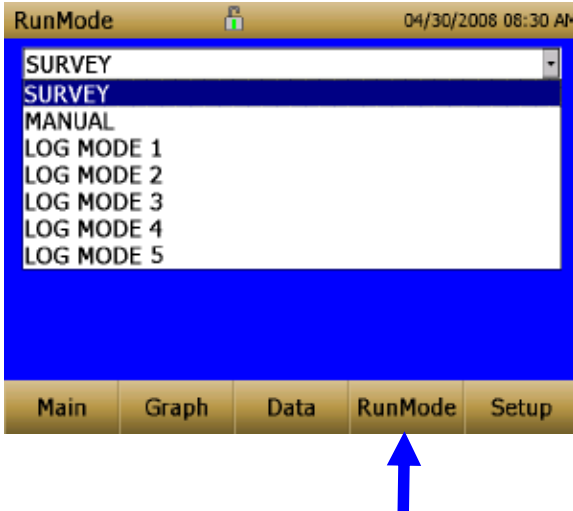 RunMode 04/30/2008 08:30 AM
SURVEY
SURVEY
MANUAL
LOG MODE 1
LOG MODE 2
LOG MODE 3
LOG MODE 4
LOG MODE 5
Main Graph Data RunMode Setup